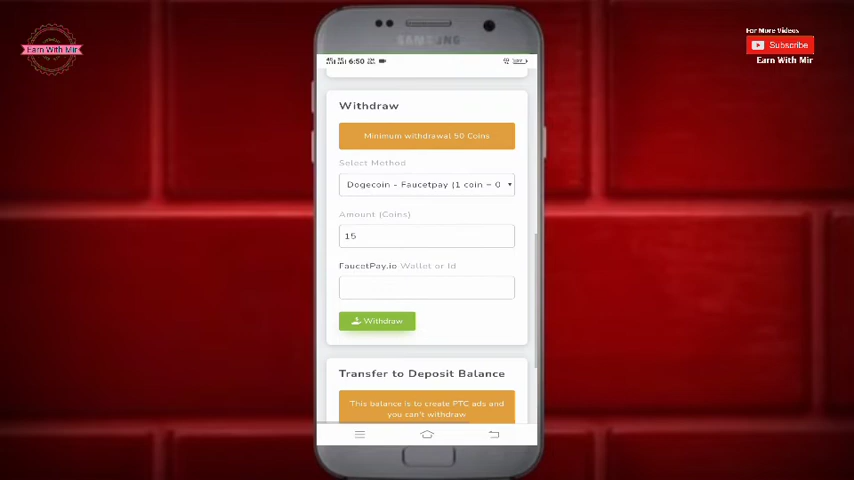 For More Videos
Earn With Mir
Subscribe
Earn With Mir
SAMSUNG
6:50
Withdraw
Minimum withdrawal 50 Coins
Select Method
Dogecoin - Faucetpay (1 coin = 0
Amount (Coins)
15
FaucetPay.io Wallet or Id
Withdraw
Transfer to Deposit Balance
This balance is to create PTC ads and
you can't withdraw